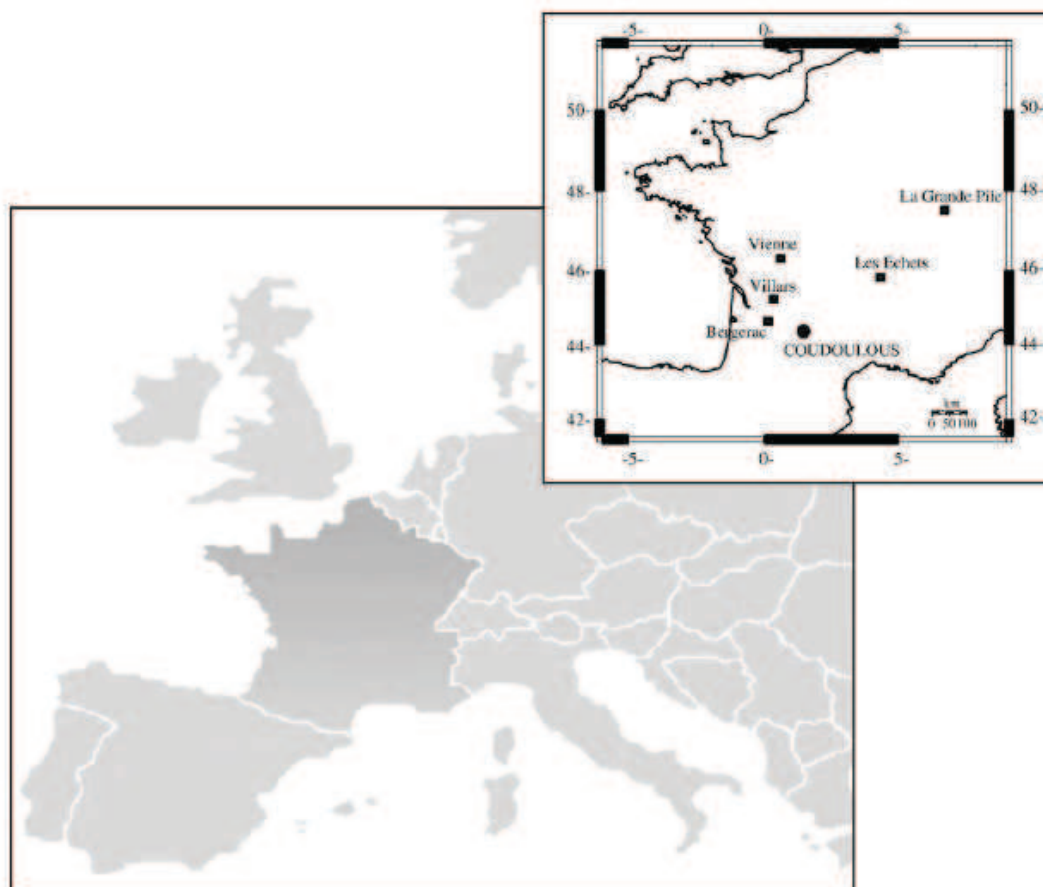 -5- 0- 5-
50- 50-
48- 48-
La Grande Pile
Vienne
46- Les Echets 46-
Villars
Bergerac
44- COUDOULOUS 44-
km
42- 0 50 100 42-
-5- 0- 5-